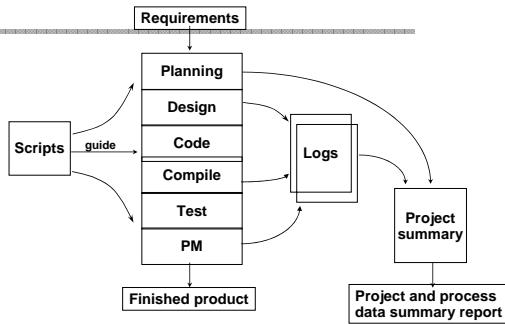 Requirements
Planning
Design
Scripts
guide
Code
Logs
Compile
Test
Project
summary
PM
Finished product
Project and process
data summary report